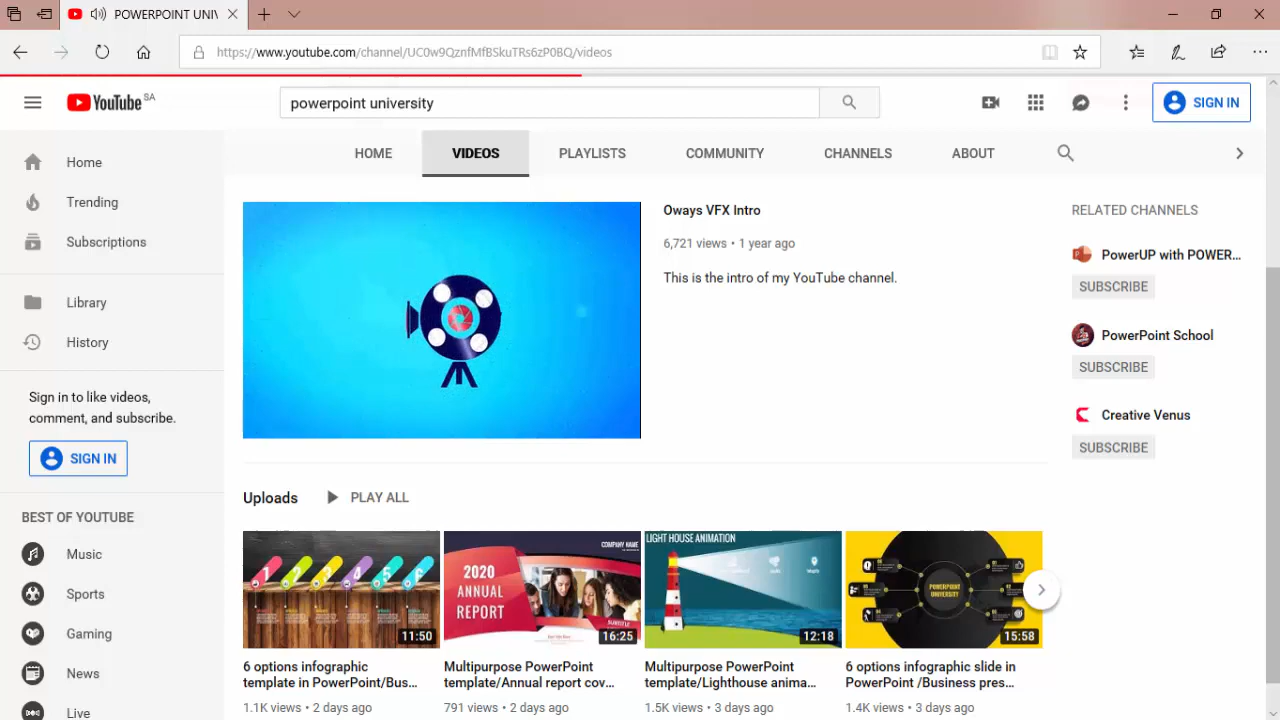 POWERPOINT UNIV
https://www.youtube.com/channel/UC0w9QznfMfBSkuTRs6zP0BQ/videos
YouTube SA
powerpoint university
SIGN IN
HOME
VIDEOS
PLAYLISTS
COMMUNITY
CHANNELS
ABOUT
Home
Trending
Subscriptions
Library
History
Sign in to like videos,
comment, and subscribe.
SIGN IN
BEST OF YOUTUBE
Music
Sports
Gaming
News
Live
Oways VFX Intro
6,721 views • 1 year ago
This is the intro of my YouTube channel.
RELATED CHANNELS
PowerUP with POWER...
SUBSCRIBE
PowerPoint School
SUBSCRIBE
Creative Venus
SUBSCRIBE
Uploads
PLAY ALL
1 2 3 4 5 6
11:50
6 options infographic
template in PowerPoint/Bus...
1.1K views • 2 days ago
COMPANY NAME
2020
ANNUAL
REPORT
SUBTITLE
16:25
Multipurpose PowerPoint
template/Annual report cov...
791 views • 2 days ago
LIGHT HOUSE ANIMATION
12:18
Multipurpose PowerPoint
template/Lighthouse anima...
1.5K views • 3 days ago
POWERPOINT
UNIVERSITY
15:58
6 options infographic slide in
PowerPoint /Business pres...
1.4K views • 3 days ago